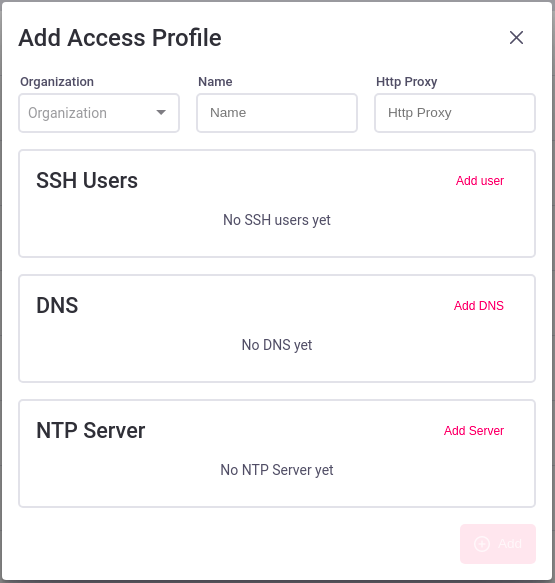 Add Access Profile
Organization Name Http Proxy
Organization Name Http Proxy
SSH Users Add user
No SSH users yet
DNS Add DNS
No DNS yet
NTP Server Add Server
No NTP Server yet
Add